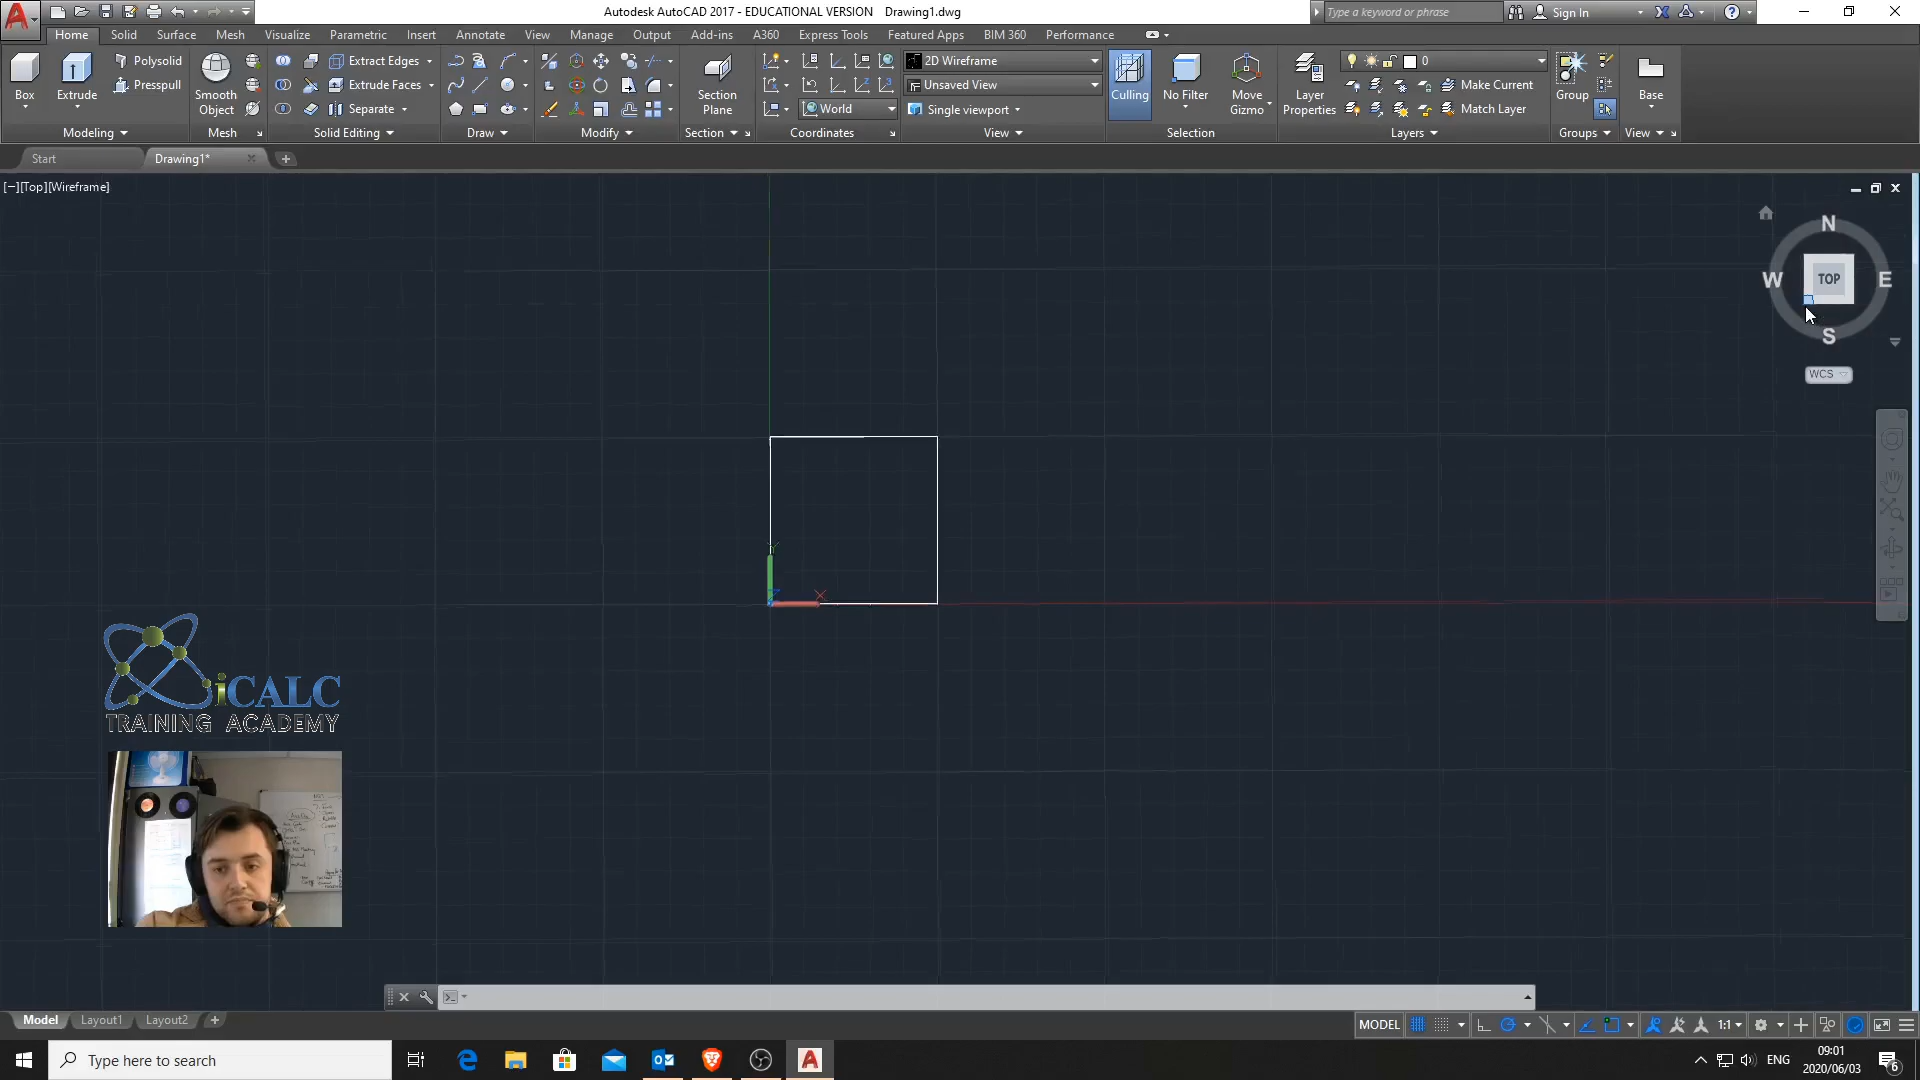 Autodesk AutoCAD 2017 - EDUCATIONAL VERSION Drawing1.dwg
Type a keyword or phrase
Sign In
Home Solid Surface Mesh Visualize Parametric Insert Annotate View Manage Output Add-ins A360 Express Tools Featured Apps BIM 360 Performance
Polysolid
Extract Edges
2D Wireframe
0
Presspull
Extrude Faces
Unsaved View
Make Current
Box
Extrude
Smooth Object
Separate
Section Plane
World
Single viewport
Culling
No Filter
Move Gizmo
Layer Properties
Match Layer
Group
Base
Modeling Mesh Solid Editing Draw Modify Section Coordinates View Selection Layers Groups View
Start
Drawing1*
[−][Top][Wireframe]
N
W
TOP
E
S
WCS
Y
X
iCALC
TRAINING ACADEMY
Model Layout1 Layout2
MODEL
1:1
Type here to search
ENG
09:01
2020/06/03
6